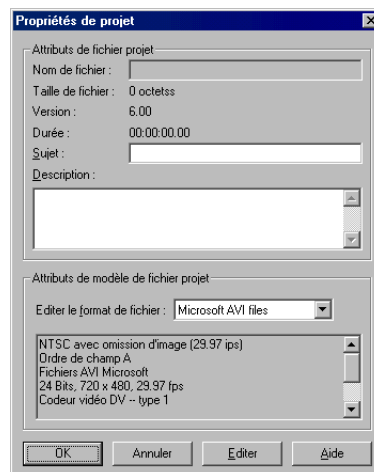 Propriétés de projet
Attributs de fichier projet
Nom de fichier :
Taille de fichier : 0 octetss
Version : 6.00
Durée : 00:00:00.00
Sujet :
Description :
Attributs de modèle de fichier projet
Editer le format de fichier : Microsoft AVI files
NTSC avec omission d'image (29.97 ips)
Ordre de champ A
Fichiers AVI Microsoft
24 Bits, 720 x 480, 29.97 fps
Codeur vidéo DV -- type 1
OK Annuler Editer Aide